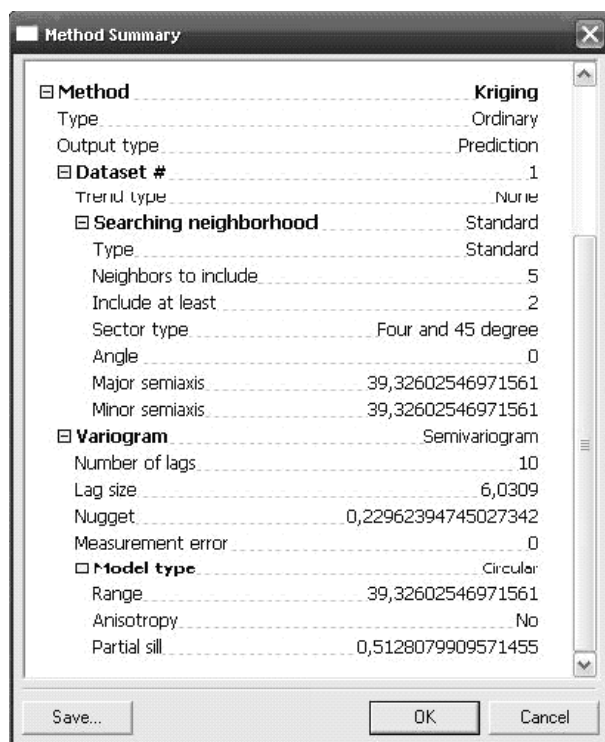 Method Summary
Method Kriging
Type Ordinary
Output type Prediction
Dataset # 1
Trend type None
Searching neighborhood Standard
Type Standard
Neighbors to include 5
Include at least 2
Sector type Four and 45 degree
Angle 0
Major semiaxis 39,32602546971561
Minor semiaxis 39,32602546971561
Variogram Semivariogram
Number of lags 10
Lag size 6,0309
Nugget 0,22962394745027342
Measurement error 0
Model type Circular
Range 39,32602546971561
Anisotropy No
Partial sill 0,5128079909571455
Save... OK Cancel